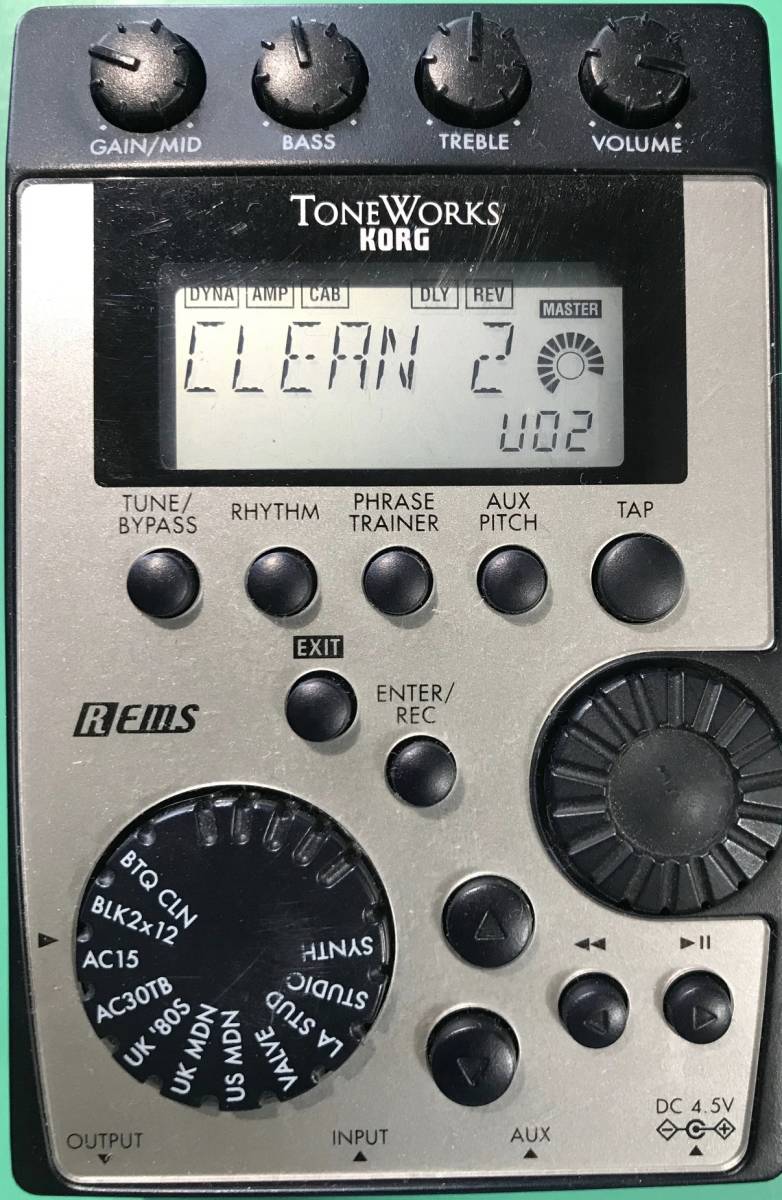 GAIN/MID BASS TREBLE VOLUME
TONEWORKS
KORG
DYNA AMP CAB DLY REV
MASTER
CLEAN 2
U02
TUNE/
BYPASS
RHYTHM
PHRASE
TRAINER
AUX
PITCH
TAP
EXIT
ENTER/
REC
REMS
BTQ CLN
BLK2x12
AC15
AC30TB
UK '80S
UK MDN
US MDN
VALVE
LA STUD
STUDIO
SYNTH
DC 4.5V
OUTPUT INPUT AUX